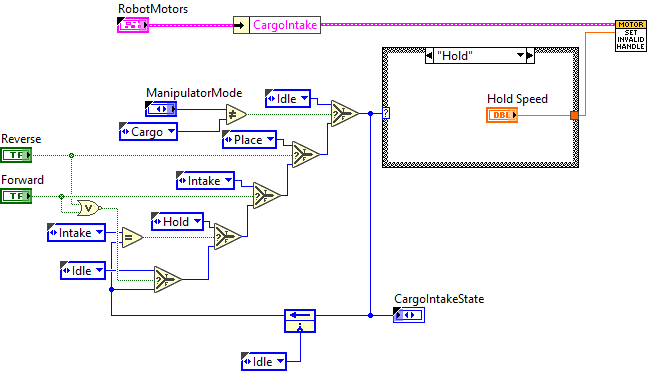 RobotMotors
CargoIntake
MOTOR
SET
INVALID
HANDLE
"Hold"
ManipulatorMode
Idle
Hold Speed
DBL
≠
Cargo
Place
?
T
F
Reverse
TF
Intake
Forward
TF
V
Hold
Intake
=
Idle
CargoIntakeState
Idle